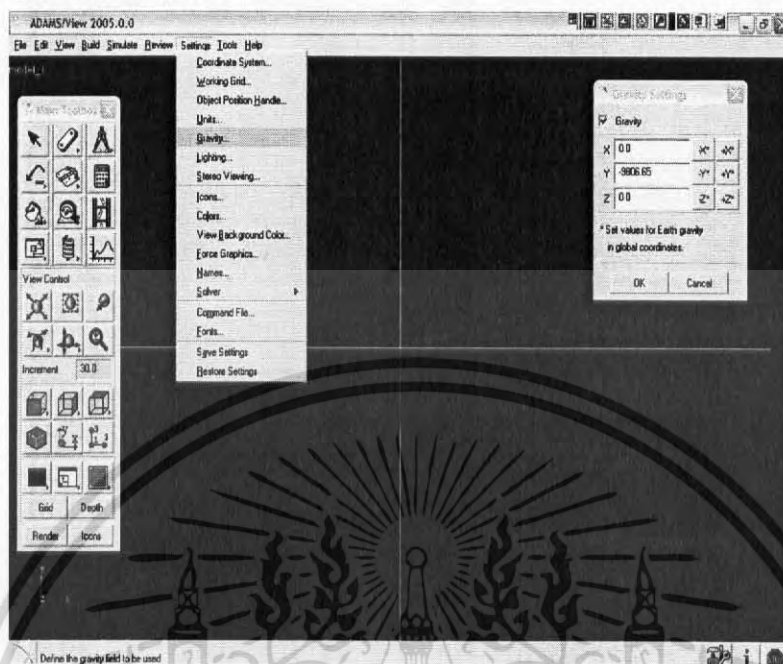 ADAMS/View 2005.0.0
File Edit View Build Simulate Review Settings Tools Help
Coordinate System...
Working Grid...
Object Position Handle...
Units...
Gravity...
Lighting...
Stereo Viewing...
Icons...
Colors...
View Background Color...
Force Graphics...
Names...
Solver
Command File...
Fonts...
Save Settings
Restore Settings
Main Toolbox
View Control
Increment 30.0
Grid Depth
Render Icons
Gravity Settings
Gravity
X 0.0 -X* +X*
Y -9806.65 -Y* +Y*
Z 0.0 -Z* +Z*
* Set values for Earth gravity
in global coordinates.
OK Cancel
Define the gravity field to be used